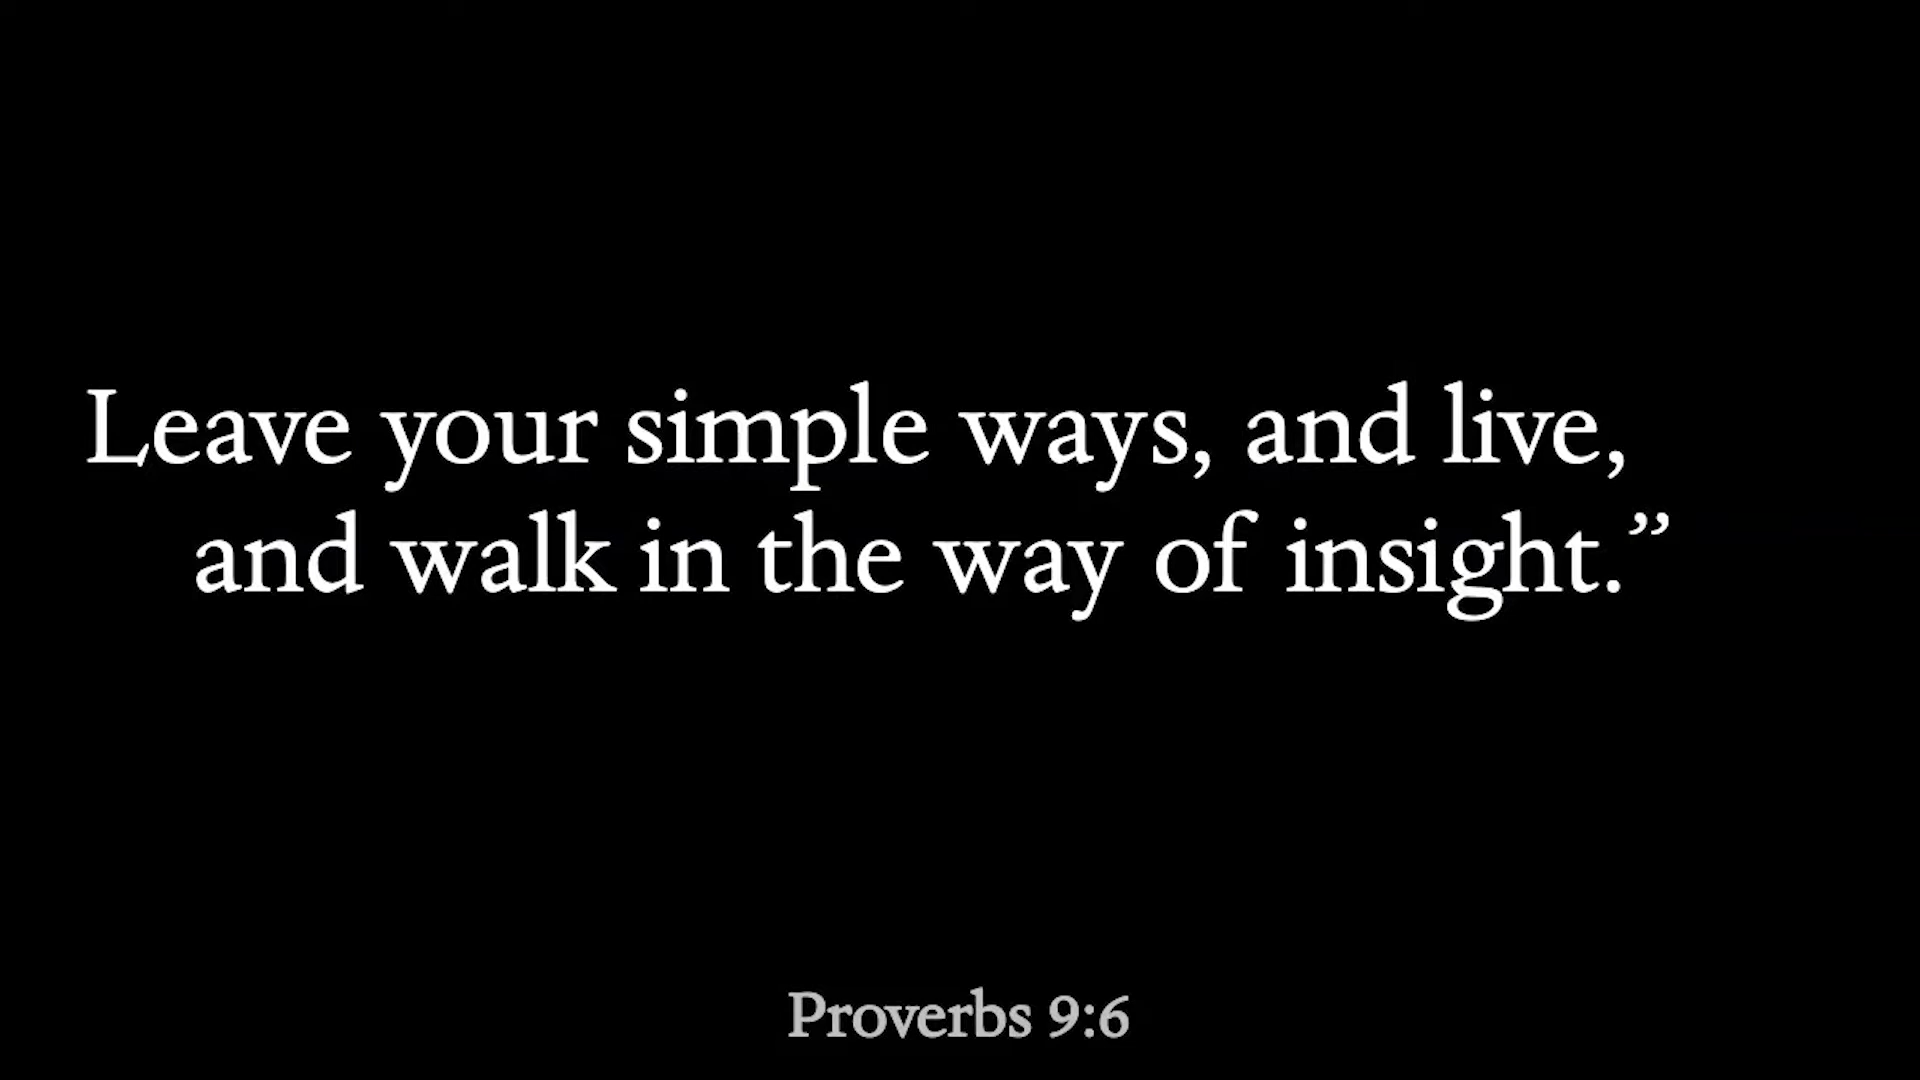 Leave your simple ways, and live,
and walk in the way of insight.”
Proverbs 9:6